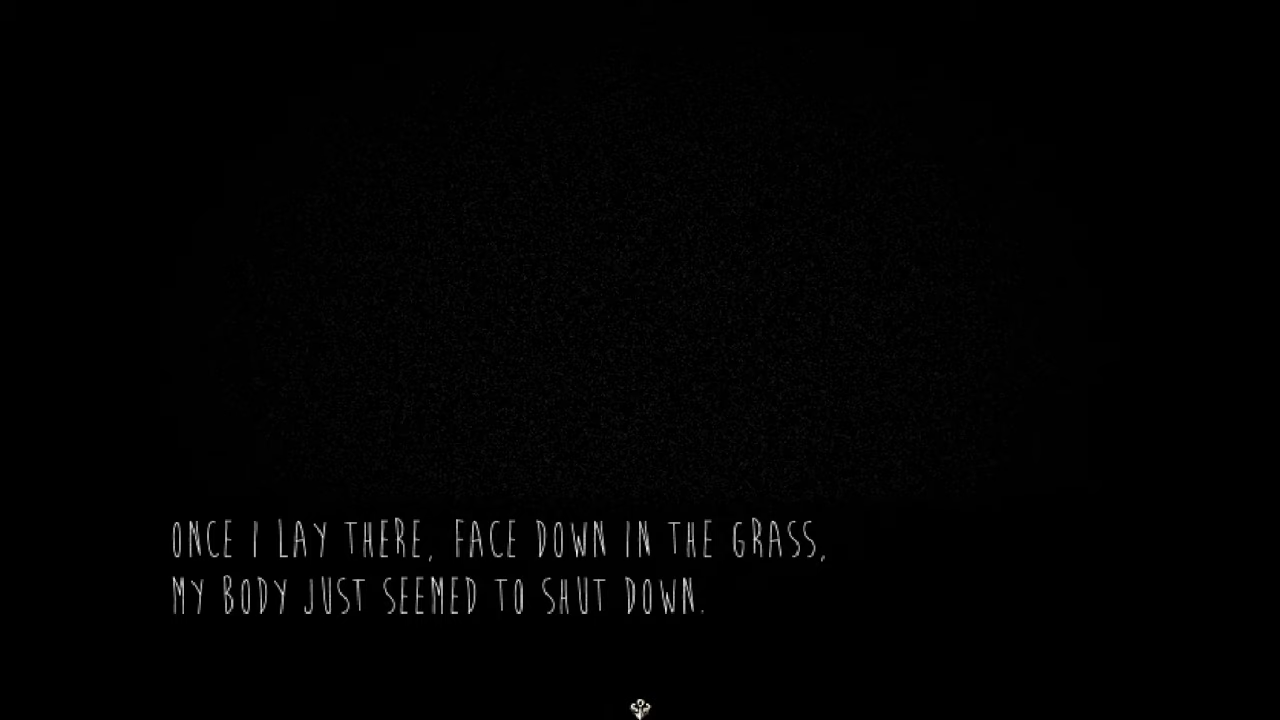 ONCE I LAY THERE, FACE DOWN IN THE GRASS,
MY BODY JUST SEEMED TO SHUT DOWN.